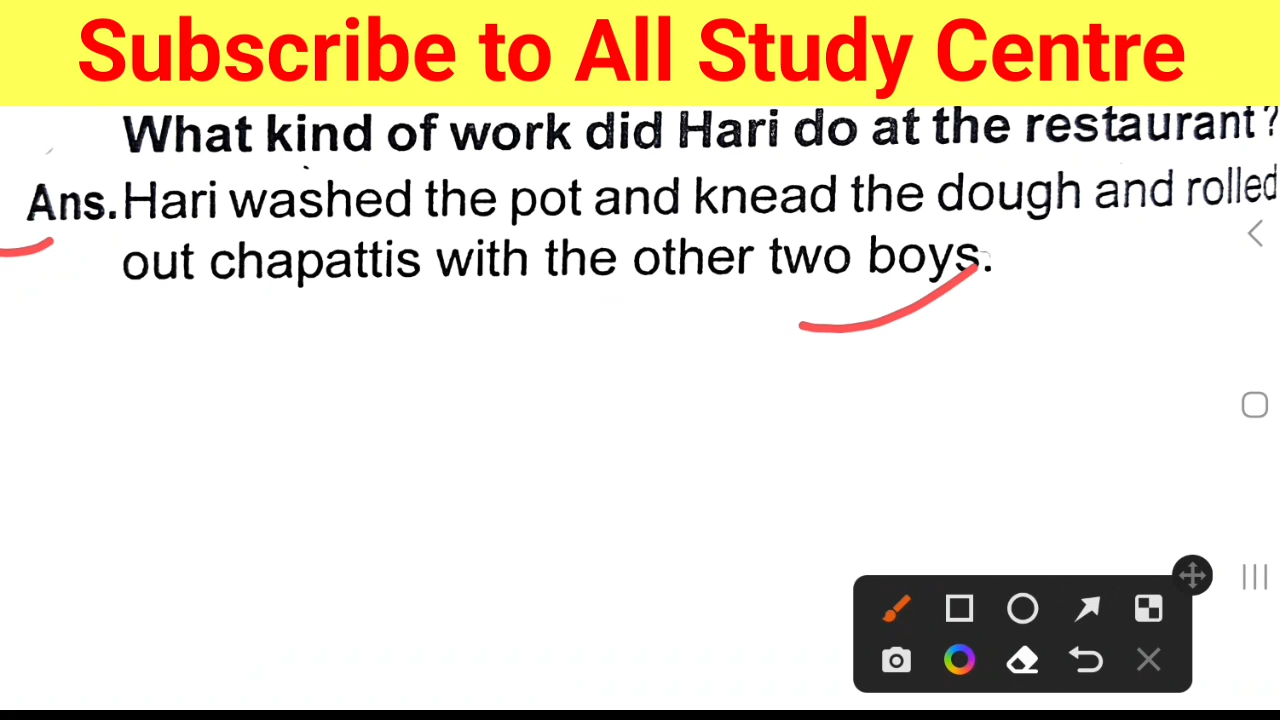 Subscribe to All Study Centre
What kind of work did Hari do at the restaurant?
Ans. Hari washed the pot and knead the dough and rolled
out chapattis with the other two boys.